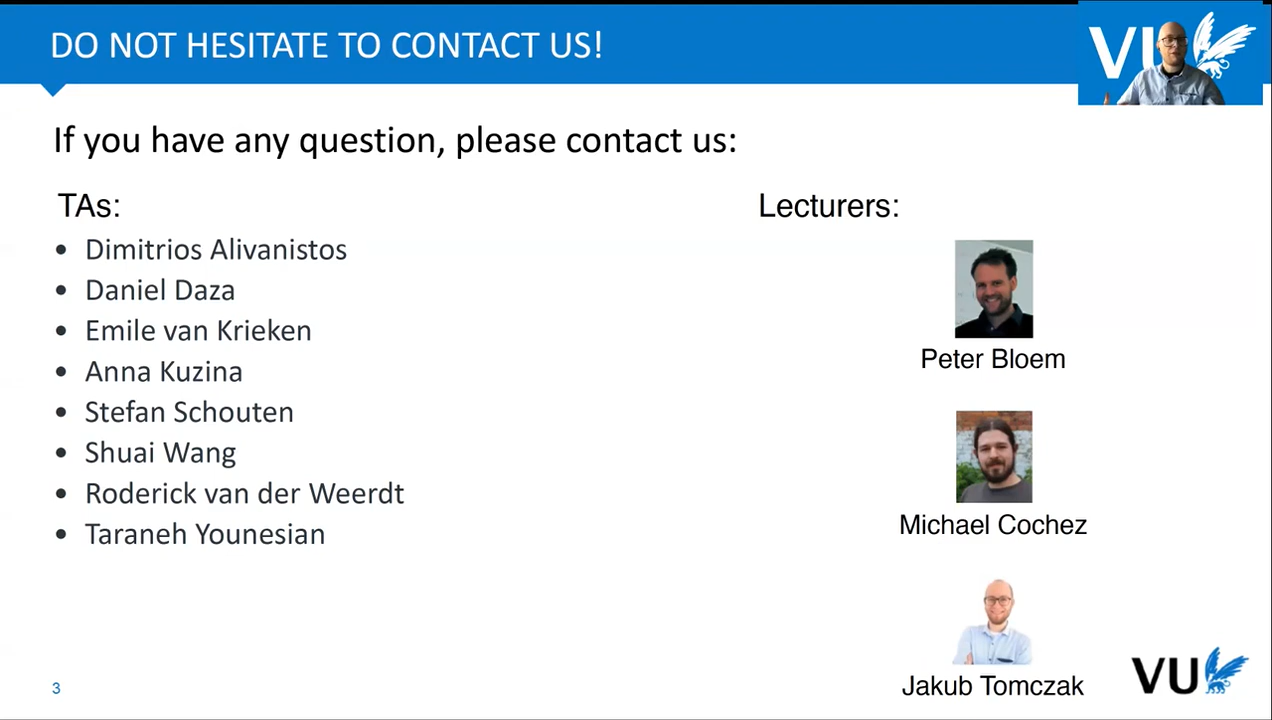 DO NOT HESITATE TO CONTACT US!
VU
If you have any question, please contact us:
TAs:
• Dimitrios Alivanistos
• Daniel Daza
• Emile van Krieken
• Anna Kuzina
• Stefan Schouten
• Shuai Wang
• Roderick van der Weerdt
• Taraneh Younesian
Lecturers:
Peter Bloem
Michael Cochez
Jakub Tomczak
3
VU